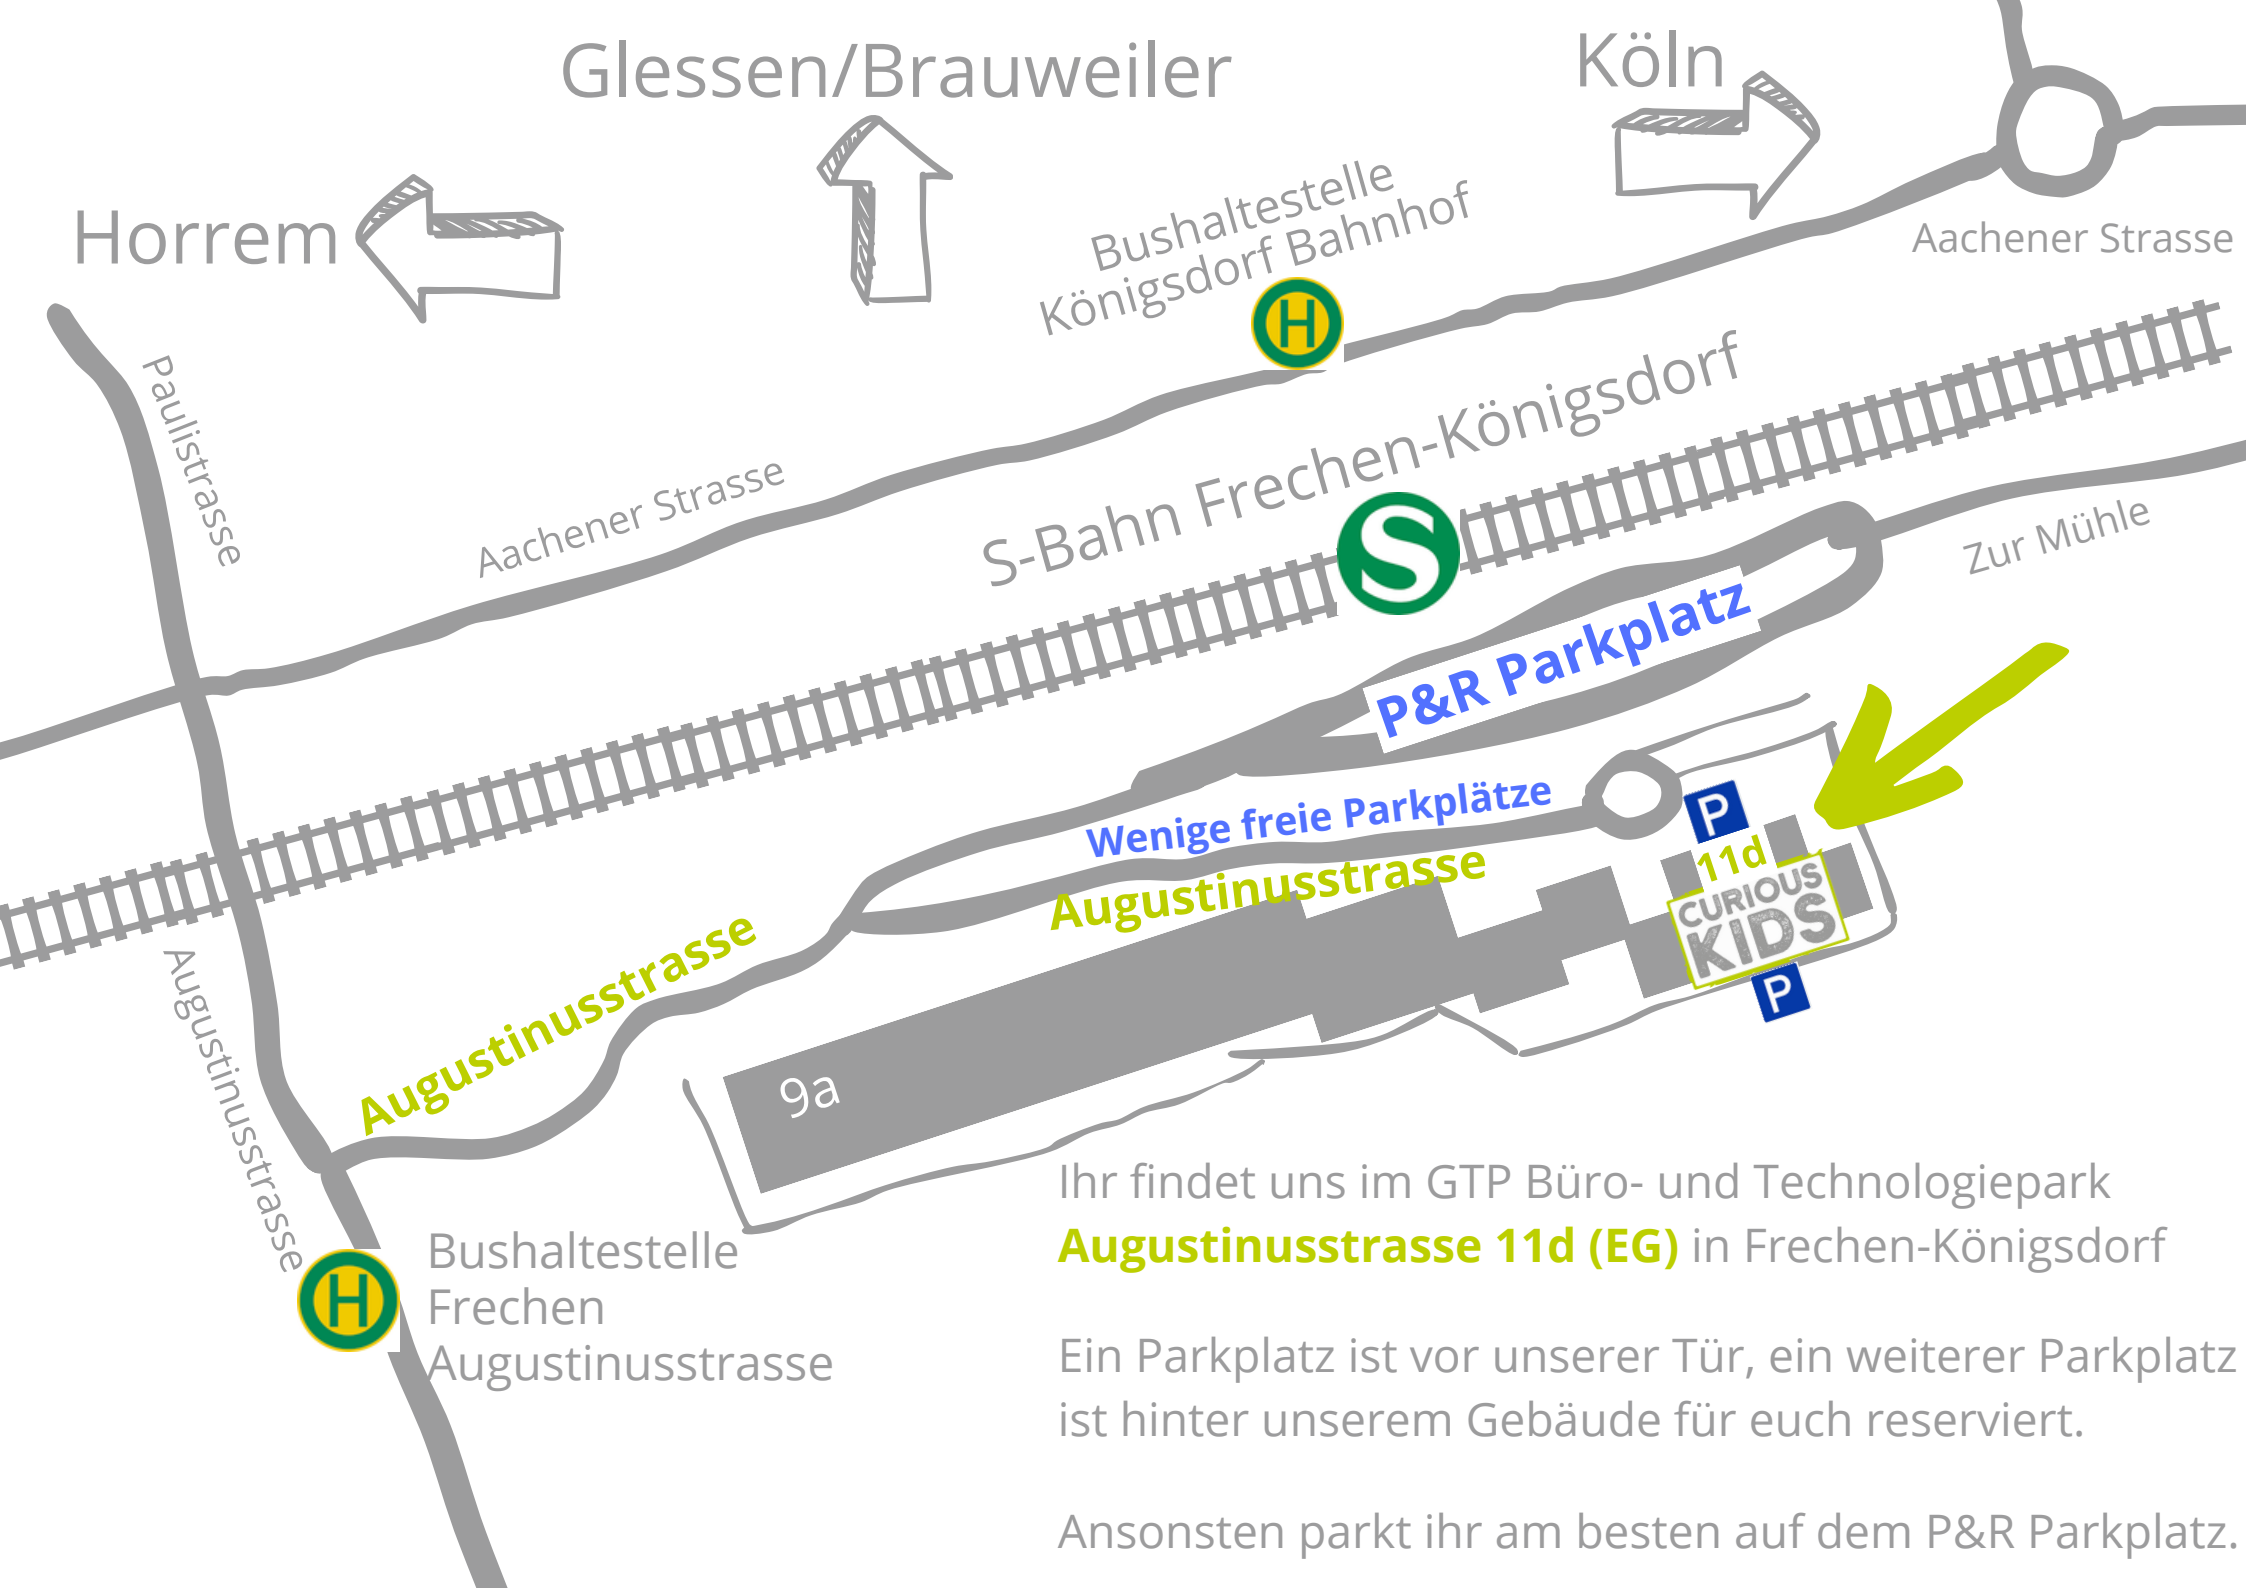 Glessen/Brauweiler
Köln
Horrem
Bushaltestelle
Königsdorf Bahnhof
H
Aachener Strasse
Paulistrasse
Aachener Strasse
S-Bahn Frechen-Königsdorf
S
Zur Mühle
P&R Parkplatz
Wenige freie Parkplätze
P
11d
Augustinusstrasse
CURIOUS
KIDS
P
Augustinusstrasse
Augustinusstrasse
9a
H
Bushaltestelle
Frechen
Augustinusstrasse
Ihr findet uns im GTP Büro- und Technologiepark
Augustinusstrasse 11d (EG) in Frechen-Königsdorf
Ein Parkplatz ist vor unserer Tür, ein weiterer Parkplatz
ist hinter unserem Gebäude für euch reserviert.
Ansonsten parkt ihr am besten auf dem P&R Parkplatz.